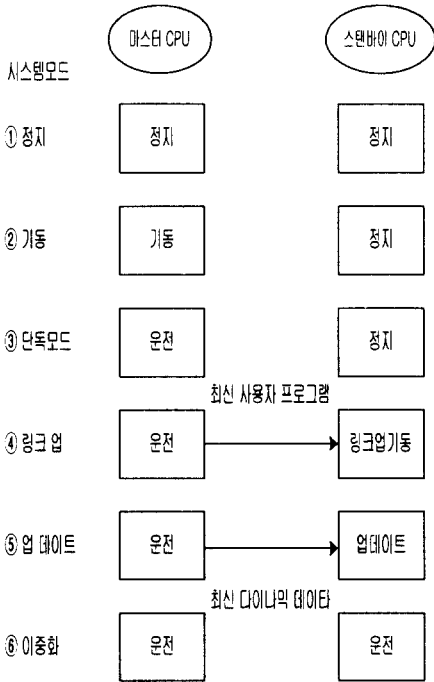 마스터 CPU
스탠바이 CPU
시스템모드
① 정지
정지
정지
② 기동
기동
정지
③ 단독모드
운전
정지
최신 사용자 프로그램
④ 링크 업
운전
링크업기동
⑤ 업 데이트
운전
업데이트
최신 다이나믹 데이타
⑥ 이중화
운전
운전